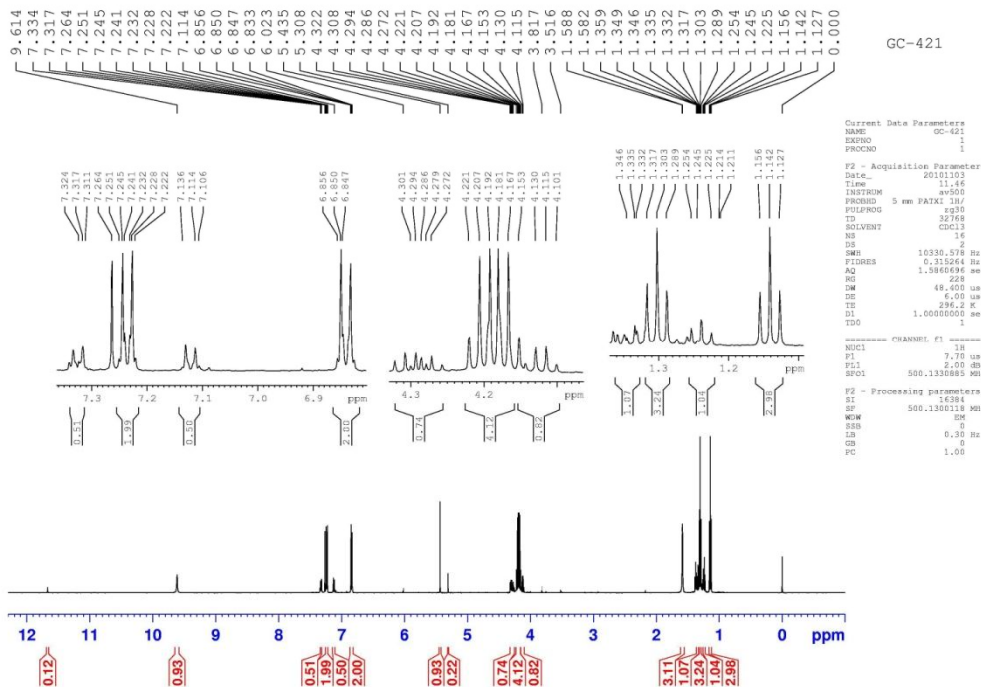 9.614 7.334 7.317 7.264 7.251 7.245 7.241 7.232 7.228 7.222 7.114 6.856 6.850 6.847 6.833 6.023 5.435 5.308 4.322 4.308 4.294 4.286 4.272 4.221 4.207 4.192 4.181 4.167 4.153 4.130 4.115 3.817 3.516 1.588 1.582 1.359 1.349 1.346 1.335 1.332 1.317 1.303 1.289 1.254 1.245 1.225 1.156 1.142 1.127 0.000
GC-421
7.324 7.317 7.311 7.264 7.251 7.245 7.241 7.232 7.228 7.222 7.136 7.114 7.106 6.856 6.850 6.847
4.301 4.294 4.286 4.279 4.272 4.221 4.207 4.192 4.181 4.167 4.153 4.130 4.115 4.101
1.346 1.335 1.332 1.317 1.303 1.289 1.254 1.245 1.225 1.214 1.211 1.156 1.142 1.127
7.3 7.2 7.1 7.0 6.9 ppm
4.3 4.2 ppm
1.3 1.2 ppm
0.51 1.99 0.50 2.00
0.74 4.12 0.82
1.07 3.24 1.04 2.98
Current Data Parameters
NAME GC-421
EXPNO 1
PROCNO 1
F2 - Acquisition Parameter
Date_ 20101103
Time 11.46
INSTRUM av500
PROBHD 5 mm PATXI 1H/
PULPROG zg30
TD 32768
SOLVENT CDCl3
NS 16
DS 2
SWH 10330.578 Hz
FIDRES 0.315264 Hz
AQ 1.5860696 se
RG 228
DW 48.400 us
DE 6.00 us
TE 296.2 K
D1 1.00000000 se
TD0 1
======== CHANNEL f1 ======
NUC1 1H
P1 7.70 us
PL1 2.00 dB
SFO1 500.1330885 MH
F2 - Processing parameters
SI 16384
SF 500.1300118 MH
WDW EM
SSB 0
LB 0.30 Hz
GB 0
PC 1.00
12 11 10 9 8 7 6 5 4 3 2 1 0 ppm
0.12 0.93 0.51 1.99 0.50 2.00 0.93 0.22 0.74 4.12 0.82 3.11 1.07 3.24 1.04 2.98